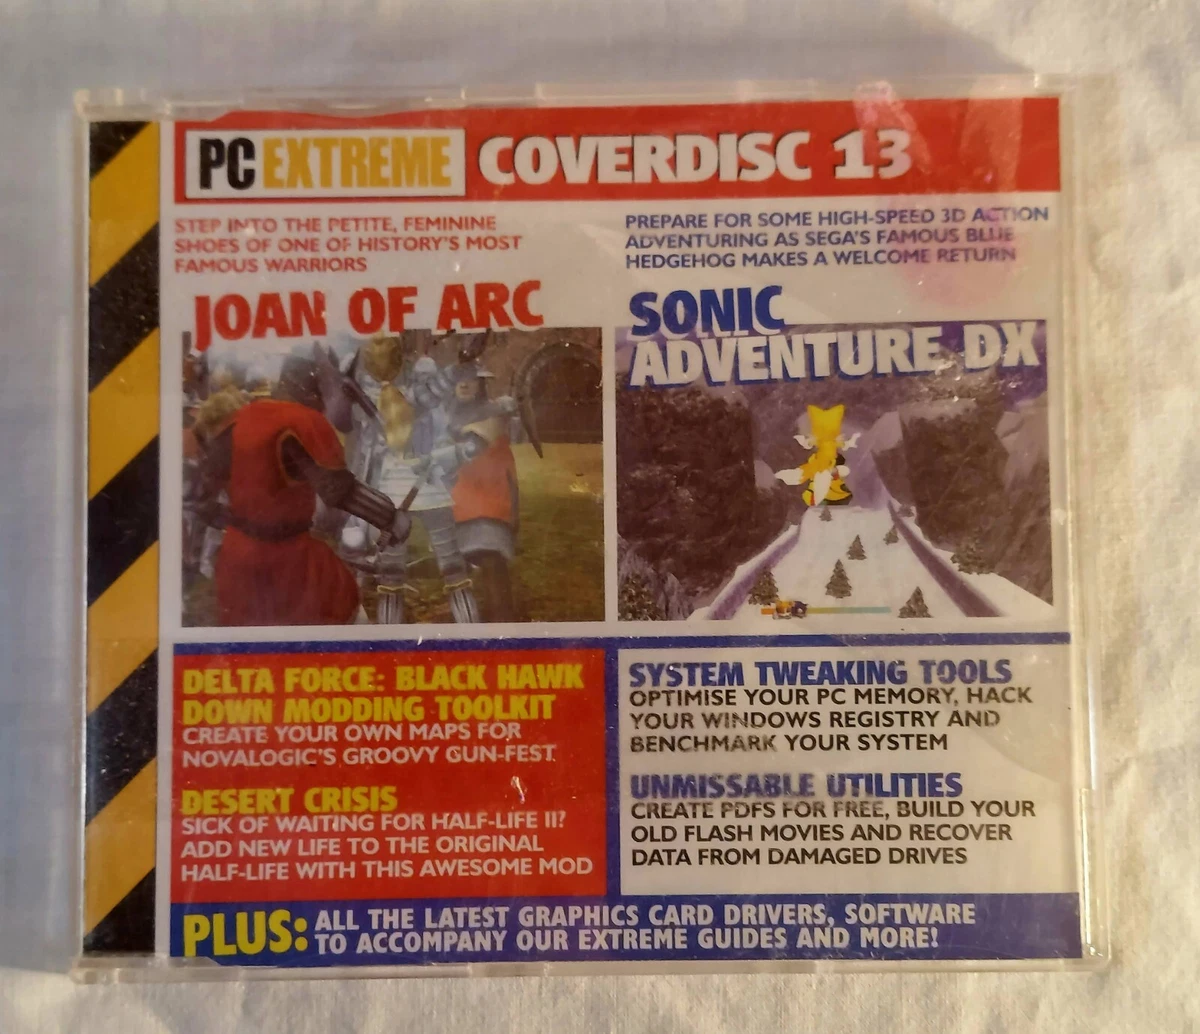 PC EXTREME COVERDISC 13
STEP INTO THE PETITE, FEMININE
SHOES OF ONE OF HISTORY'S MOST
FAMOUS WARRIORS
JOAN OF ARC
PREPARE FOR SOME HIGH-SPEED 3D ACTION
ADVENTURING AS SEGA'S FAMOUS BLUE
HEDGEHOG MAKES A WELCOME RETURN
SONIC
ADVENTURE DX
DELTA FORCE: BLACK HAWK
DOWN MODDING TOOLKIT
CREATE YOUR OWN MAPS FOR
NOVALOGIC'S GROOVY GUN-FEST.
DESERT CRISIS
SICK OF WAITING FOR HALF-LIFE II?
ADD NEW LIFE TO THE ORIGINAL
HALF-LIFE WITH THIS AWESOME MOD
SYSTEM TWEAKING TOOLS
OPTIMISE YOUR PC MEMORY, HACK
YOUR WINDOWS REGISTRY AND
BENCHMARK YOUR SYSTEM
UNMISSABLE UTILITIES
CREATE PDFS FOR FREE, BUILD YOUR
OLD FLASH MOVIES AND RECOVER
DATA FROM DAMAGED DRIVES
PLUS: ALL THE LATEST GRAPHICS CARD DRIVERS, SOFTWARE
TO ACCOMPANY OUR EXTREME GUIDES AND MORE!